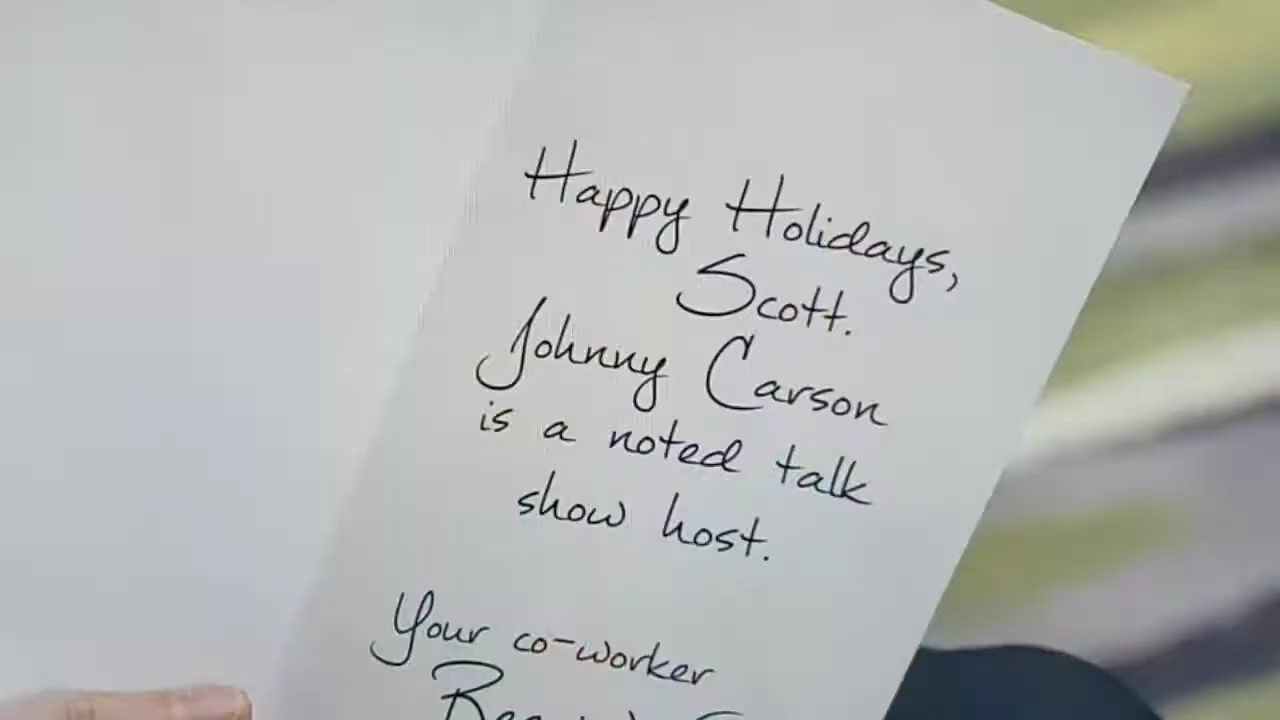 Happy Holidays,
Scott.
Johnny Carson
is a noted talk
show host.
Your co-worker